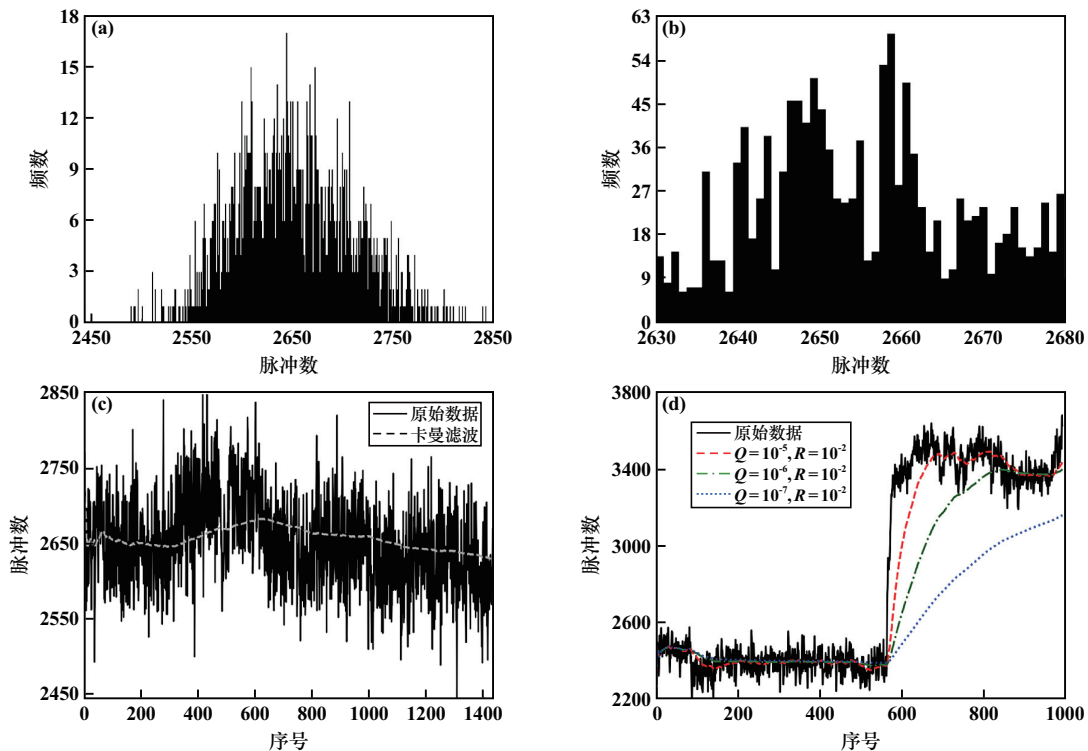 (a)
18
15
12
9
6
3
0
频数
2450 2550 2650 2750 2850
脉冲数
(b)
63
54
45
36
27
18
9
0
频数
2630 2640 2650 2660 2670 2680
脉冲数
(c)
2850
2750
2650
2550
2450
脉冲数
原始数据
卡曼滤波
0 200 400 600 800 1000 1200 1400
序号
(d)
3800
3400
3000
2600
2200
脉冲数
原始数据
Q=10⁻⁵, R=10⁻²
Q=10⁻⁶, R=10⁻²
Q=10⁻⁷, R=10⁻²
0 200 400 600 800 1000
序号